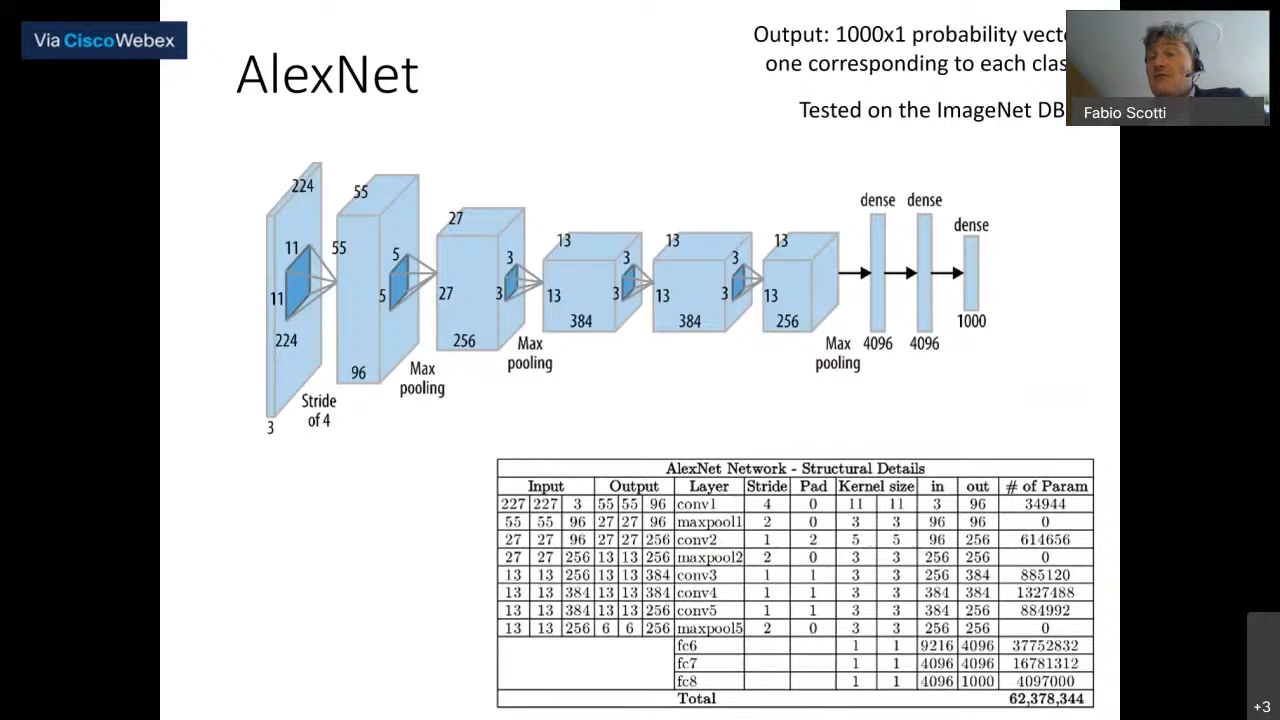 Via CiscoWebex
AlexNet
Output: 1000x1 probability
one corresponding to each
Tested on the ImageNet DB
Fabio Scotti
224
55
11
55
11
224
3
Stride
of 4
5
5
96
Max
pooling
27
27
256
3
3
Max
pooling
13
13
384
3
3
13
13
384
3
3
13
13
256
Max
pooling
dense
4096
dense
4096
dense
1000
AlexNet Network - Structural Details
Input Output Layer Stride Pad Kernel size in out # of Param
227 227 3 55 55 96 conv1 4 0 11 11 3 96 34944
55 55 96 27 27 96 maxpool1 2 0 3 3 96 96 0
27 27 96 27 27 256 conv2 1 2 5 5 96 256 614656
27 27 256 13 13 256 maxpool2 2 0 3 3 256 256 0
13 13 256 13 13 384 conv3 1 1 3 3 256 384 885120
13 13 384 13 13 384 conv4 1 1 3 3 384 384 1327488
13 13 384 13 13 256 conv5 1 1 3 3 384 256 884992
13 13 256 6 6 256 maxpool5 2 0 3 3 256 256 0
fc6 1 1 9216 4096 37752832
fc7 1 1 4096 4096 16781312
fc8 1 1 4096 1000 4097000
Total 62,378,344
+3